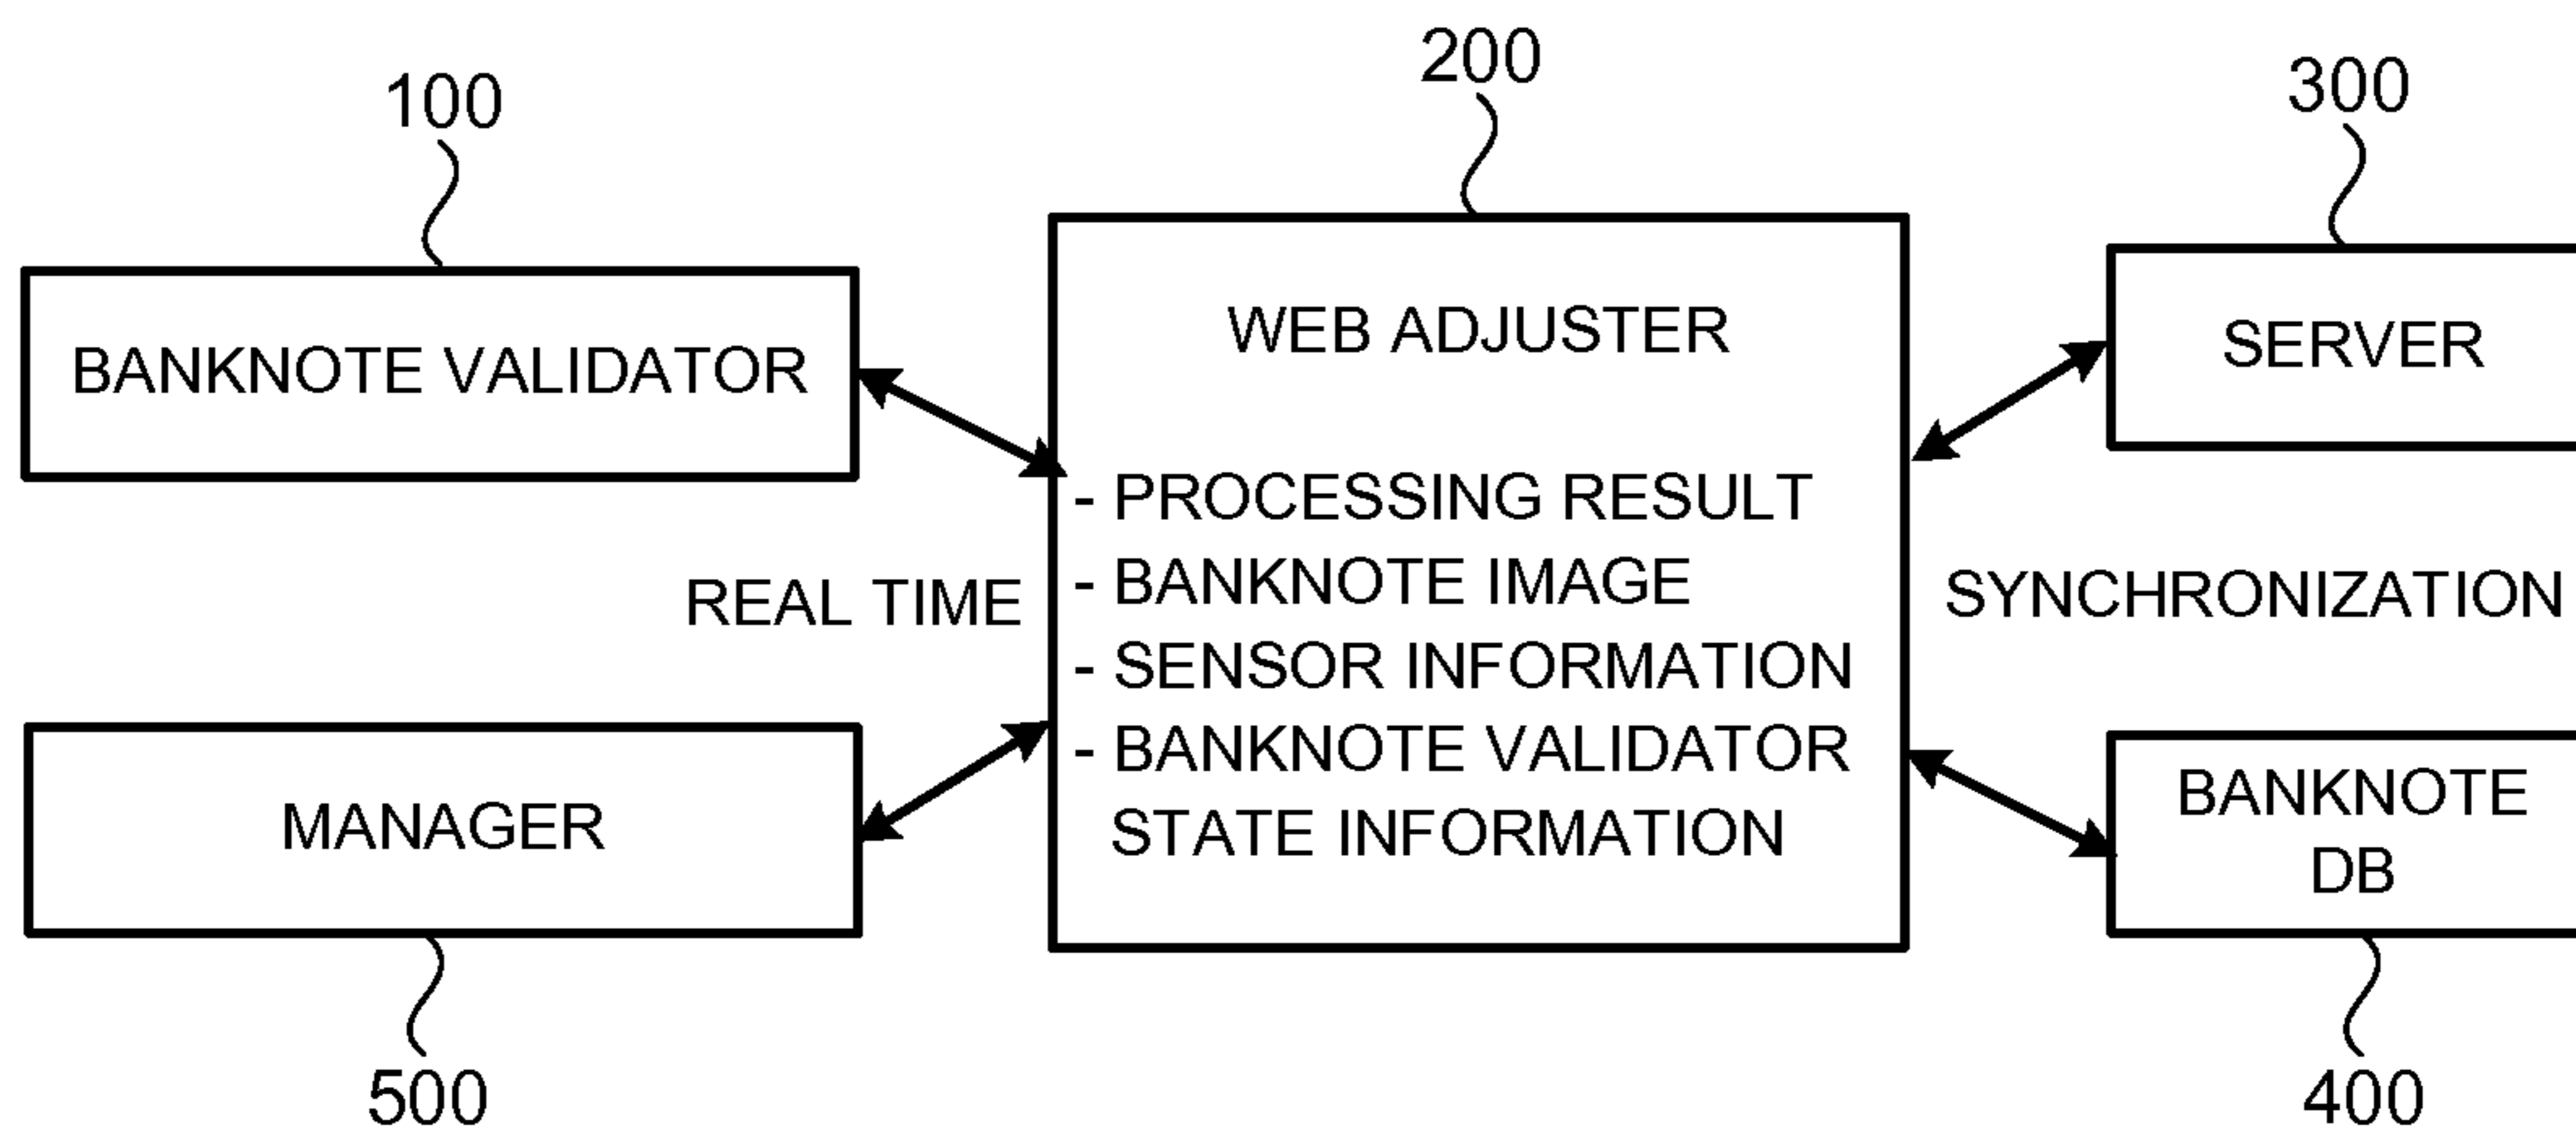 100
200
300
BANKNOTE VALIDATOR
WEB ADJUSTER
- PROCESSING RESULT
- BANKNOTE IMAGE
- SENSOR INFORMATION
- BANKNOTE VALIDATOR
STATE INFORMATION
SERVER
REAL TIME
SYNCHRONIZATION
MANAGER
BANKNOTE
DB
500
400